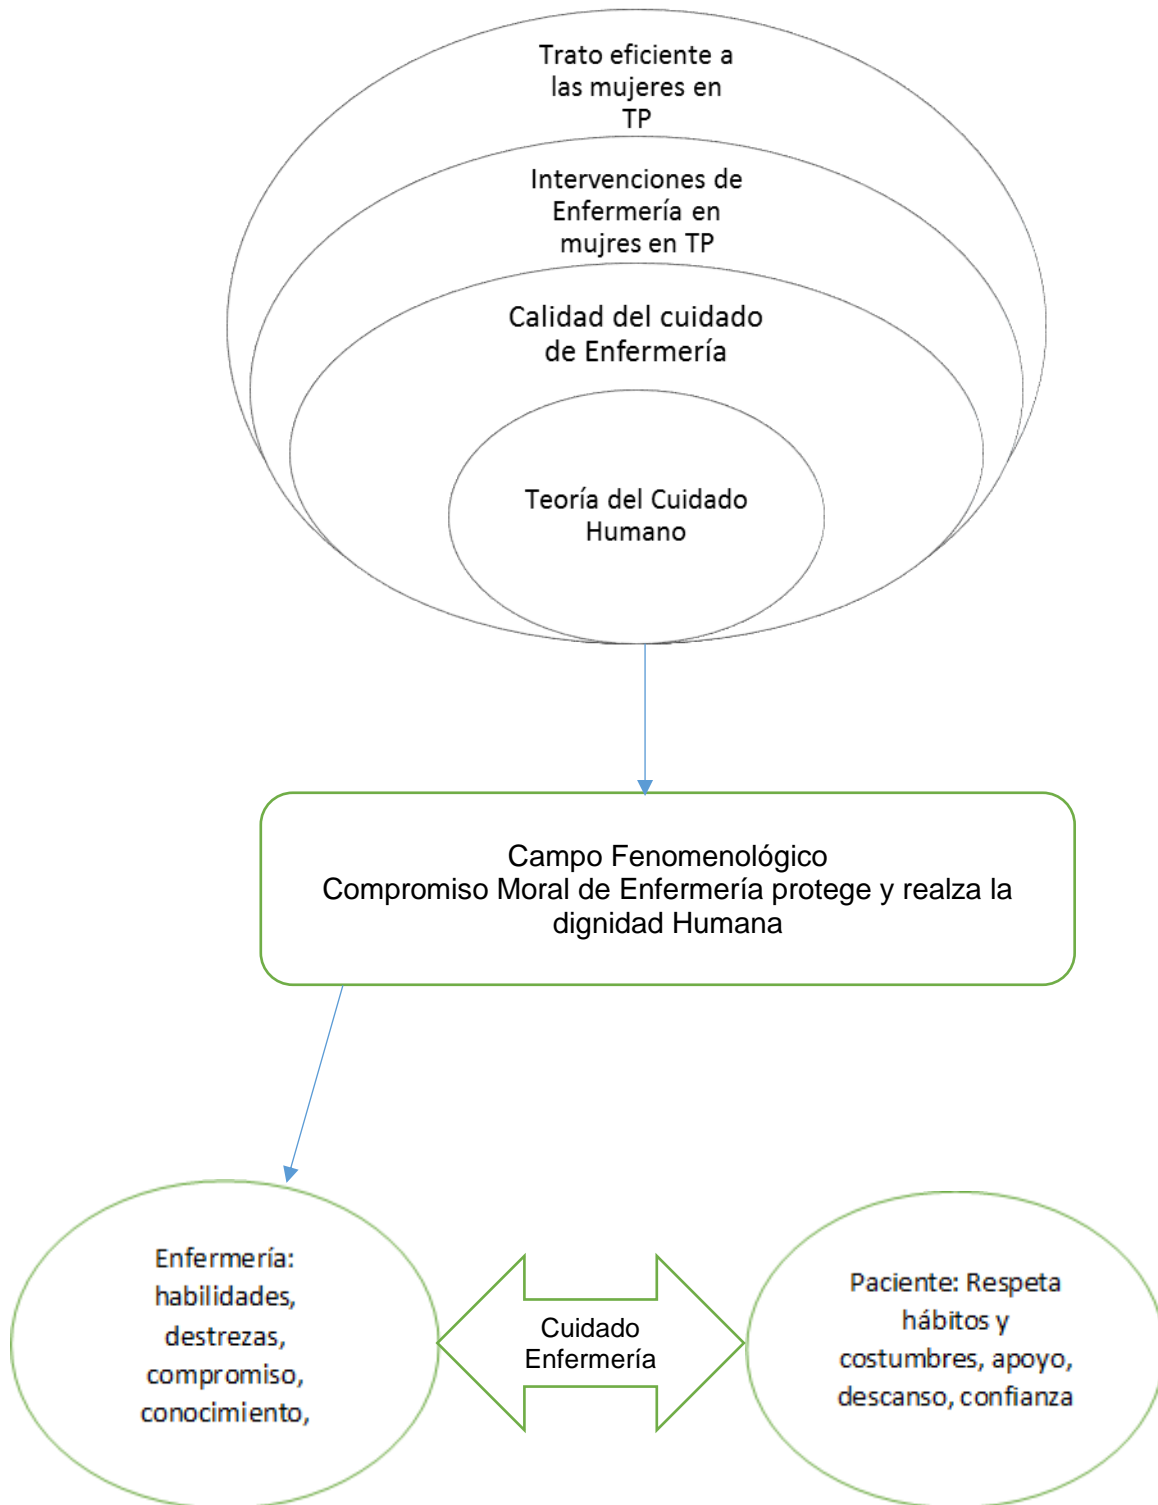 Trato eficiente a
las mujeres en
TP
Intervenciones de
Enfermería en
mujres en TP
Calidad del cuidado
de Enfermería
Teoría del Cuidado
Humano
Campo Fenomenológico
Compromiso Moral de Enfermería protege y realza la
dignidad Humana
Enfermería:
habilidades,
destrezas,
compromiso,
conocimiento,
Cuidado
Enfermería
Paciente: Respeta
hábitos y
costumbres, apoyo,
descanso, confianza